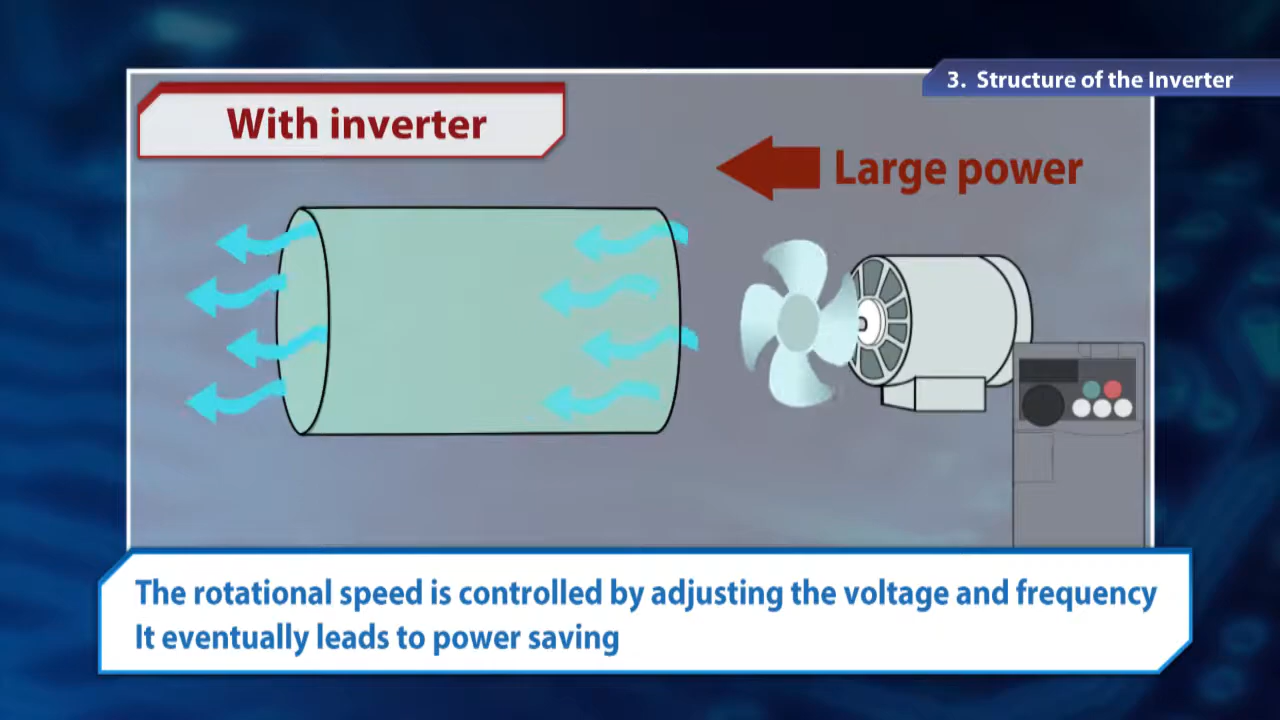 3. Structure of the Inverter
With inverter
Large power
The rotational speed is controlled by adjusting the voltage and frequency
It eventually leads to power saving